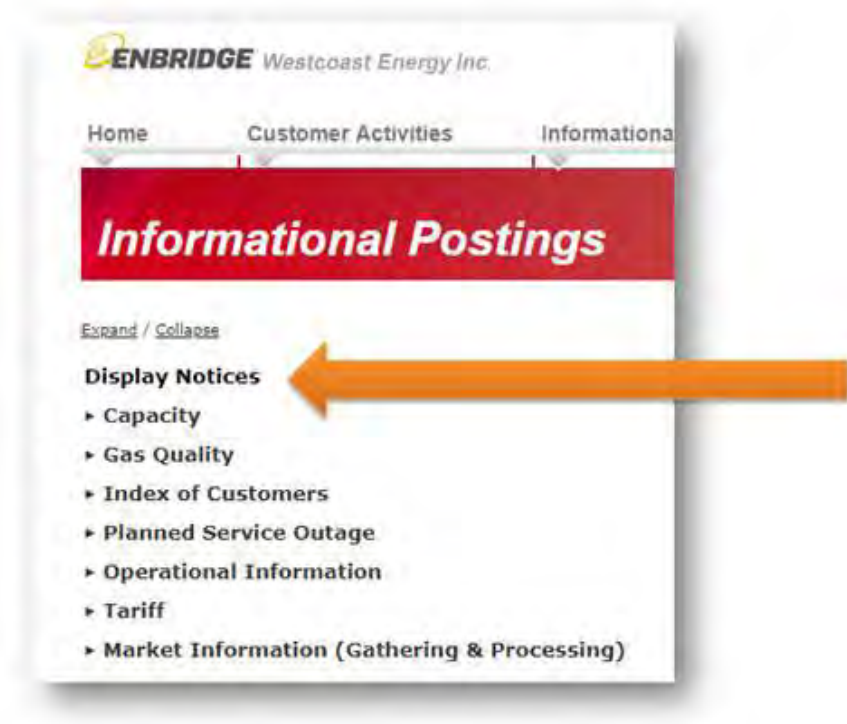 ENBRIDGE Westcoast Energy Inc.
Home Customer Activities Informationa
Informational Postings
Expand / Collapse
Display Notices
Capacity
Gas Quality
Index of Customers
Planned Service Outage
Operational Information
Tariff
Market Information (Gathering & Processing)